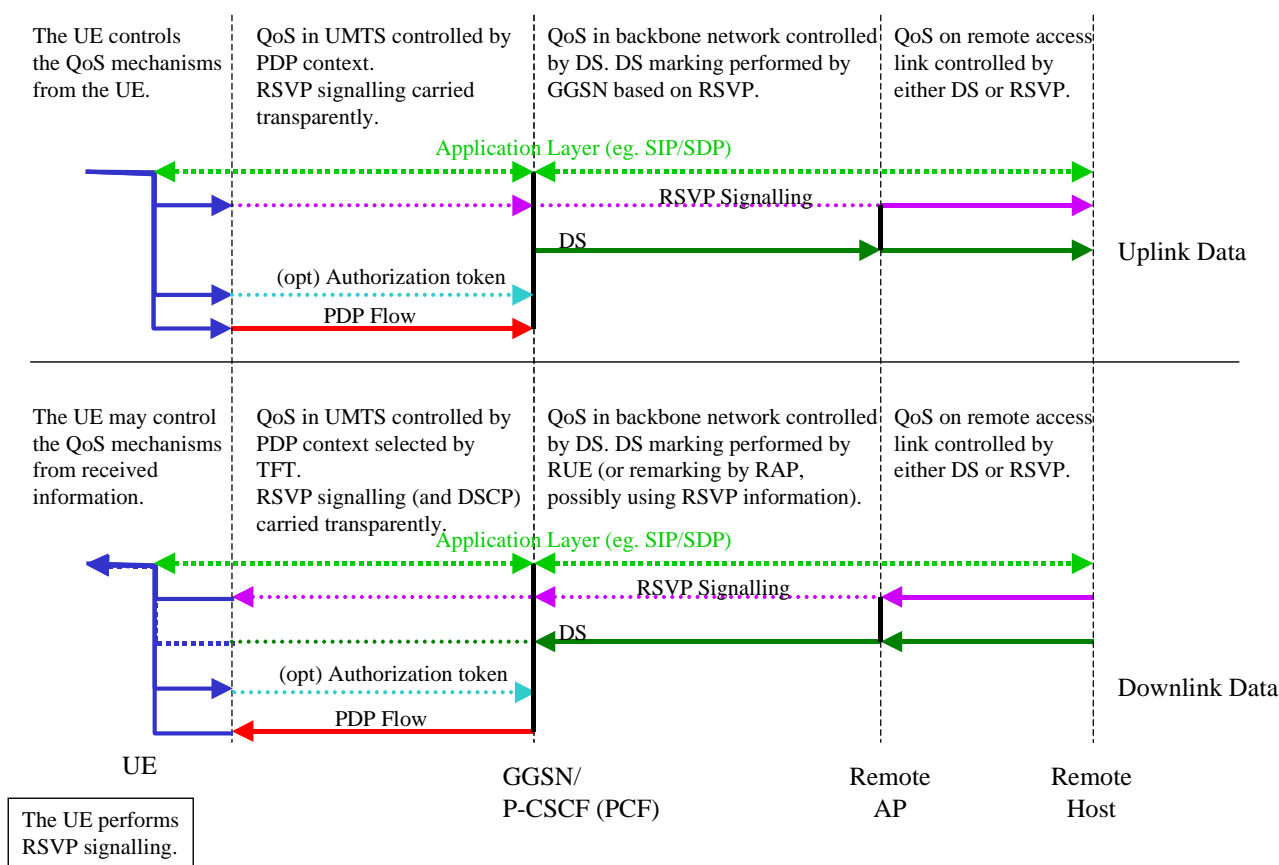 The UE controls
the QoS mechanisms
from the UE.
QoS in UMTS controlled by
PDP context.
RSVP signalling carried
transparently.
QoS in backbone network controlled
by DS. DS marking performed by
GGSN based on RSVP.
QoS on remote access
link controlled by
either DS or RSVP.
Application Layer (eg. SIP/SDP)
RSVP Signalling
DS
Uplink Data
(opt) Authorization token
PDP Flow
The UE may control
the QoS mechanisms
from received
information.
QoS in UMTS controlled by
PDP context selected by
TFT.
RSVP signalling (and DSCP)
carried transparently.
QoS in backbone network controlled
by DS. DS marking performed by
RUE (or remarking by RAP,
possibly using RSVP information).
QoS on remote access
link controlled by
either DS or RSVP.
Application Layer (eg. SIP/SDP)
RSVP Signalling
DS
(opt) Authorization token
Downlink Data
PDP Flow
UE
GGSN/
P-CSCF (PCF)
Remote
AP
Remote
Host
The UE performs
RSVP signalling.